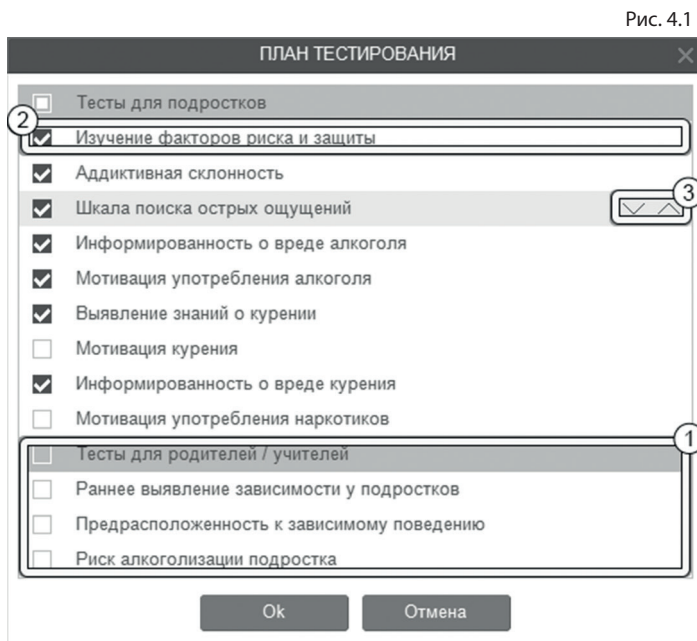 Рис. 4.1
ПЛАН ТЕСТИРОВАНИЯ
Тесты для подростков
2
Изучение факторов риска и защиты
Аддиктивная склонность
Шкала поиска острых ощущений
3
Информированность о вреде алкоголя
Мотивация употребления алкоголя
Выявление знаний о курении
Мотивация курения
Информированность о вреде курения
Мотивация употребления наркотиков
1
Тесты для родителей / учителей
Раннее выявление зависимости у подростков
Предрасположенность к зависимому поведению
Риск алкоголизации подростка
Ok
Отмена